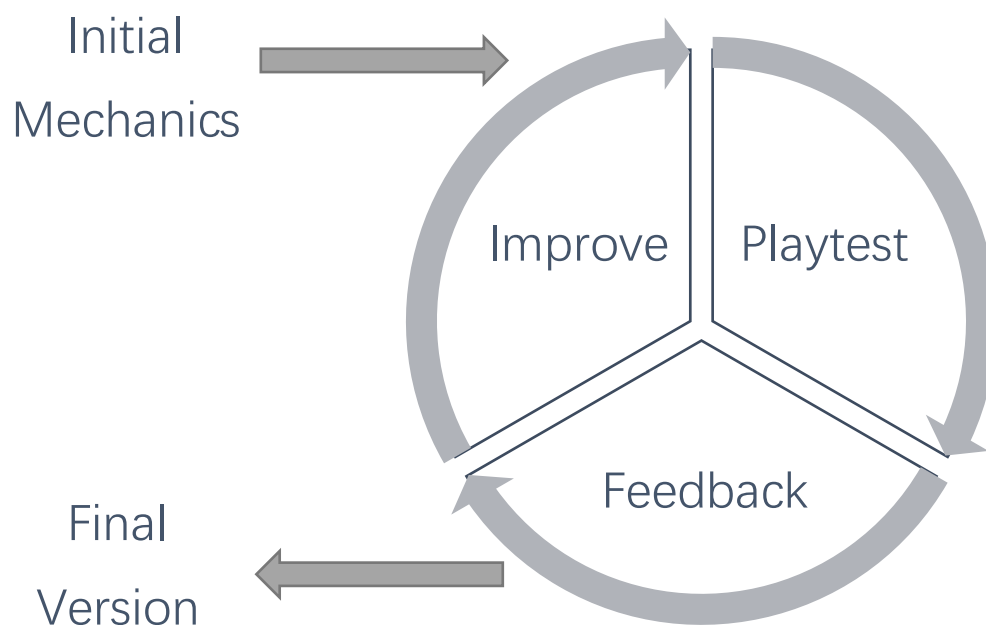 Initial
Mechanics
Improve
Playtest
Feedback
Final
Version